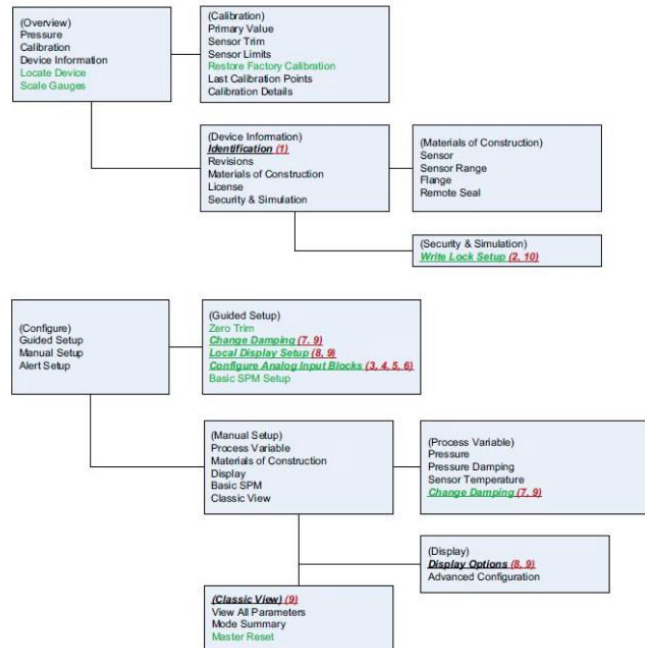 (Overview)
Pressure
Calibration
Device Information
Locate Device
Scale Gauges
(Calibration)
Primary Value
Sensor Trim
Sensor Limits
Restore Factory Calibration
Last Calibration Points
Calibration Details
(Device Information)
Identification (1)
Revisions
Materials of Construction
License
Security & Simulation
(Materials of Construction)
Sensor
Sensor Range
Flange
Remote Seal
(Security & Simulation)
Write Lock Setup (2, 10)
(Configure)
Guided Setup
Manual Setup
Alert Setup
(Guided Setup)
Zero Trim
Change Damping (7, 9)
Local Display Setup (8, 9)
Configure Analog Input Blocks (3, 4, 5, 6)
Basic SPM Setup
(Manual Setup)
Process Variable
Materials of Construction
Display
Basic SPM
Classic View
(Process Variable)
Pressure
Pressure Damping
Sensor Temperature
Change Damping (7, 9)
(Display)
Display Options (8, 9)
Advanced Configuration
(Classic View) (9)
View All Parameters
Mode Summary
Master Reset